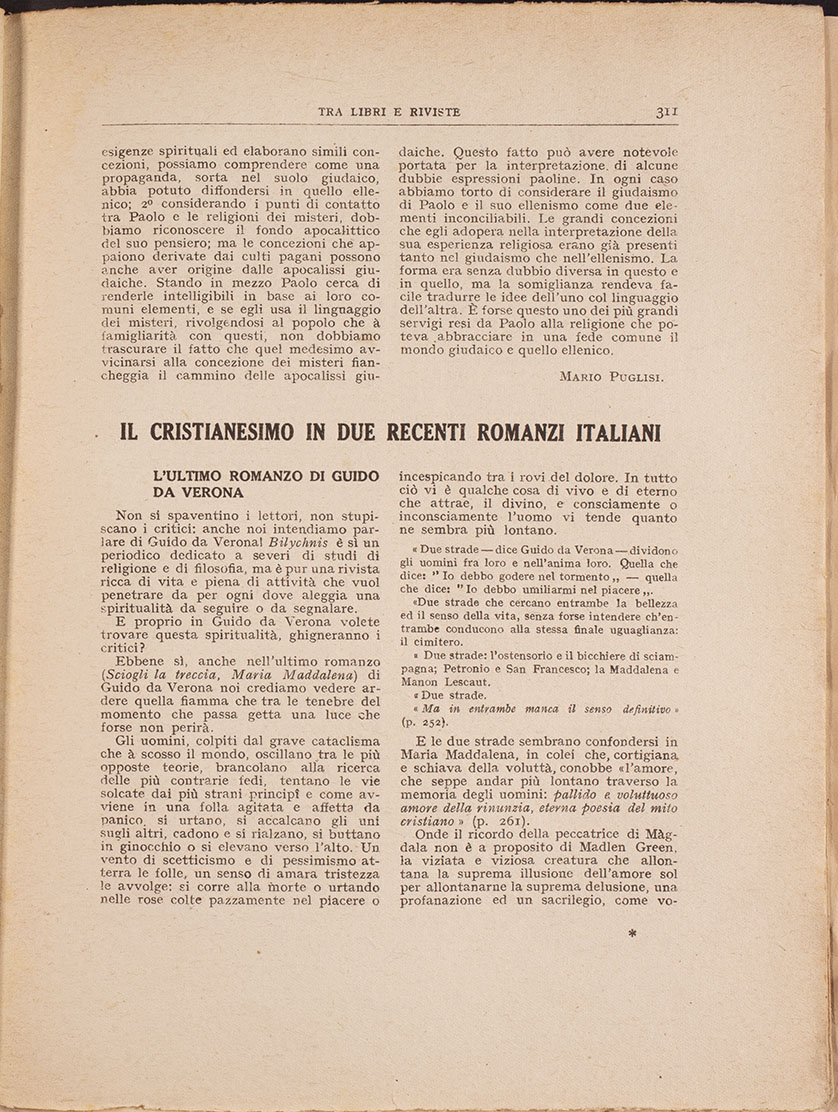 TRA LIBRI E RIVISTE 311
esigenze spirituali ed elaborano simili con-
cezioni, possiamo comprendere come una
propaganda, sorta nel suolo giudaico,
abbia potuto diffondersi in quello elle-
nico; 2º considerando i punti di contatto
tra Paolo e le religioni dei misteri, dob-
biamo riconoscere il fondo apocalittico
del suo pensiero; ma le concezioni che ap-
paiono derivate dai culti pagani possono
anche aver origine dalle apocalissi giu-
daiche. Stando in mezzo Paolo cerca di
renderle intelligibili in base ai loro co-
muni elementi, e se egli usa il linguaggio
dei misteri, rivolgendosi al popolo che à
famigliarità con questi, non dobbiamo
trascurare il fatto che quel medesimo av-
vicinarsi alla concezione dei misteri fian-
cheggia il cammino delle apocalissi giu-
daiche. Questo fatto può avere notevole
portata per la interpretazione di alcune
dubbie espressioni paoline. In ogni caso
abbiamo torto di considerare il giudaismo
di Paolo e il suo ellenismo come due ele-
menti inconciliabili. Le grandi concezioni
che egli adopera nella interpretazione della
sua esperienza religiosa erano già presenti
tanto nel giudaismo che nell'ellenismo. La
forma era senza dubbio diversa in questo e
in quello, ma la somiglianza rendeva fa-
cile tradurre le idee dell'uno col linguaggio
dell'altra. È forse questo uno dei più grandi
servigi resi da Paolo alla religione che po-
teva abbracciare in una fede comune il
mondo giudaico e quello ellenico.
MARIO PUGLISI.
IL CRISTIANESIMO IN DUE RECENTI ROMANZI ITALIANI
L'ULTIMO ROMANZO DI GUIDO
DA VERONA
Non si spaventino i lettori, non stupi-
scano i critici: anche noi intendiamo par-
lare di Guido da Verona! Bilychnis è sì un
periodico dedicato a severi di studi di
religione e di filosofia, ma è pur una rivista
ricca di vita e piena di attività che vuol
penetrare da per ogni dove aleggia una
spiritualità da seguire o da segnalare.
E proprio in Guido da Verona volete
trovare questa spiritualità, ghigneranno i
critici?
Ebbene sì, anche nell'ultimo romanzo
(Sciogli la treccia, Maria Maddalena) di
Guido da Verona noi crediamo vedere ar-
dere quella fiamma che tra le tenebre del
momento che passa getta una luce che
forse non perirà.
Gli uomini, colpiti dal grave cataclisma
che à scosso il mondo, oscillano tra le più
opposte teorie, brancolano alla ricerca
delle più contrarie fedi, tentano le vie
solcate dai più strani principî e come av-
viene in una folla agitata e affetta da
panico, si urtano, si accalcano gli uni
sugli altri, cadono e si rialzano, si buttano
in ginocchio o si elevano verso l'alto. Un
vento di scetticismo e di pessimismo at-
terra le folle, un senso di amara tristezza
le avvolge: si corre alla morte o urtando
nelle rose colte pazzamente nel piacere o
incespicando tra i rovi del dolore. In tutto
ciò vi è qualche cosa di vivo e di eterno
che attrae, il divino, e consciamente o
inconsciamente l'uomo vi tende quanto
ne sembra più lontano.
« Due strade — dice Guido da Verona — dividono
gli uomini fra loro e nell'anima loro. Quella che
dice: " Io debbo godere nel tormento „ — quella
che dice: " Io debbo umiliarmi nel piacere „.
«Due strade che cercano entrambe la bellezza
ed il senso della vita, senza forse intendere ch'en-
trambe conducono alla stessa finale uguaglianza:
il cimitero.
« Due strade: l'ostensorio e il bicchiere di sciam-
pagna; Petronio e San Francesco; la Maddalena e
Manon Lescaut.
« Due strade.
« Ma in entrambe manca il senso definitivo »
(p. 252).
E le due strade sembrano confondersi in
Maria Maddalena, in colei che, cortigiana
e schiava della voluttà, conobbe «l'amore,
che seppe andar più lontano traverso la
memoria degli uomini: pallido e voluttuoso
amore della rinunzia, eterna poesia del mito
cristiano » (p. 261).
Onde il ricordo della peccatrice di Màg-
dala non è a proposito di Madlen Green,
la viziata e viziosa creatura che allon-
tana la suprema illusione dell'amore sol
per allontanarne la suprema delusione, una
profanazione ed un sacrilegio, come vo-
*